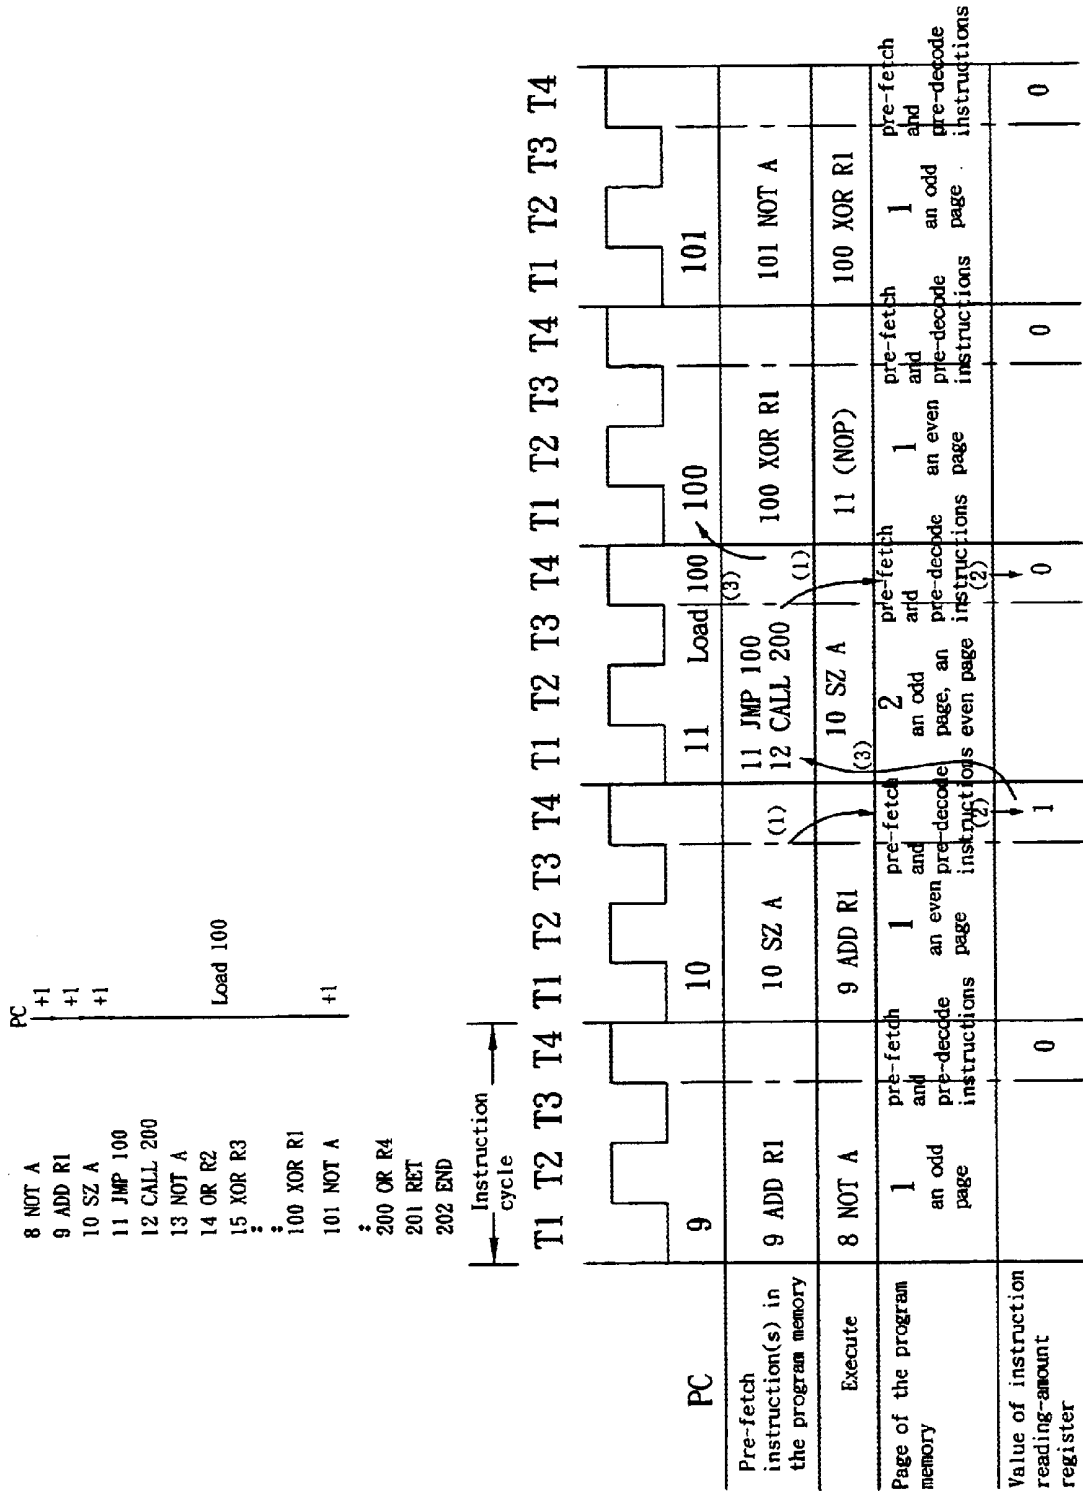 PC
8 NOT A +1
9 ADD R1 +1
10 SZ A +1
11 JMP 100
12 CALL 200
13 NOT A
14 OR R2 Load 100
15 XOR R3
:
:
100 XOR R1
101 NOT A +1
:
200 OR R4
201 RET
202 END
Instruction
cycle
T1 T2 T3 T4 T1 T2 T3 T4 T1 T2 T3 T4 T1 T2 T3 T4 T1 T2 T3 T4
PC 9 10 11 Load 100 100 101
(3)
Pre-fetch
instruction(s) in
the program memory
9 ADD R1
10 SZ A
(1)
11 JMP 100
12 CALL 200
(1)
100 XOR R1
101 NOT A
Execute 8 NOT A 9 ADD R1 10 SZ A 11 (NOP) 100 XOR R1
(3)
Page of the program
memory
1
an odd
page
pre-fetch
and
pre-decode
instructions
1
an even
page
pre-fetch
and
pre-decode
instructions
(2)
2
an odd
page, an
even page
pre-fetch
and
pre-decode
instructions
(2)
1
an even
page
pre-fetch
and
pre-decode
instructions
1
an odd
page
pre-fetch
and
pre-decode
instructions
Value of instruction
reading-amount
register
0 1 0 0 0